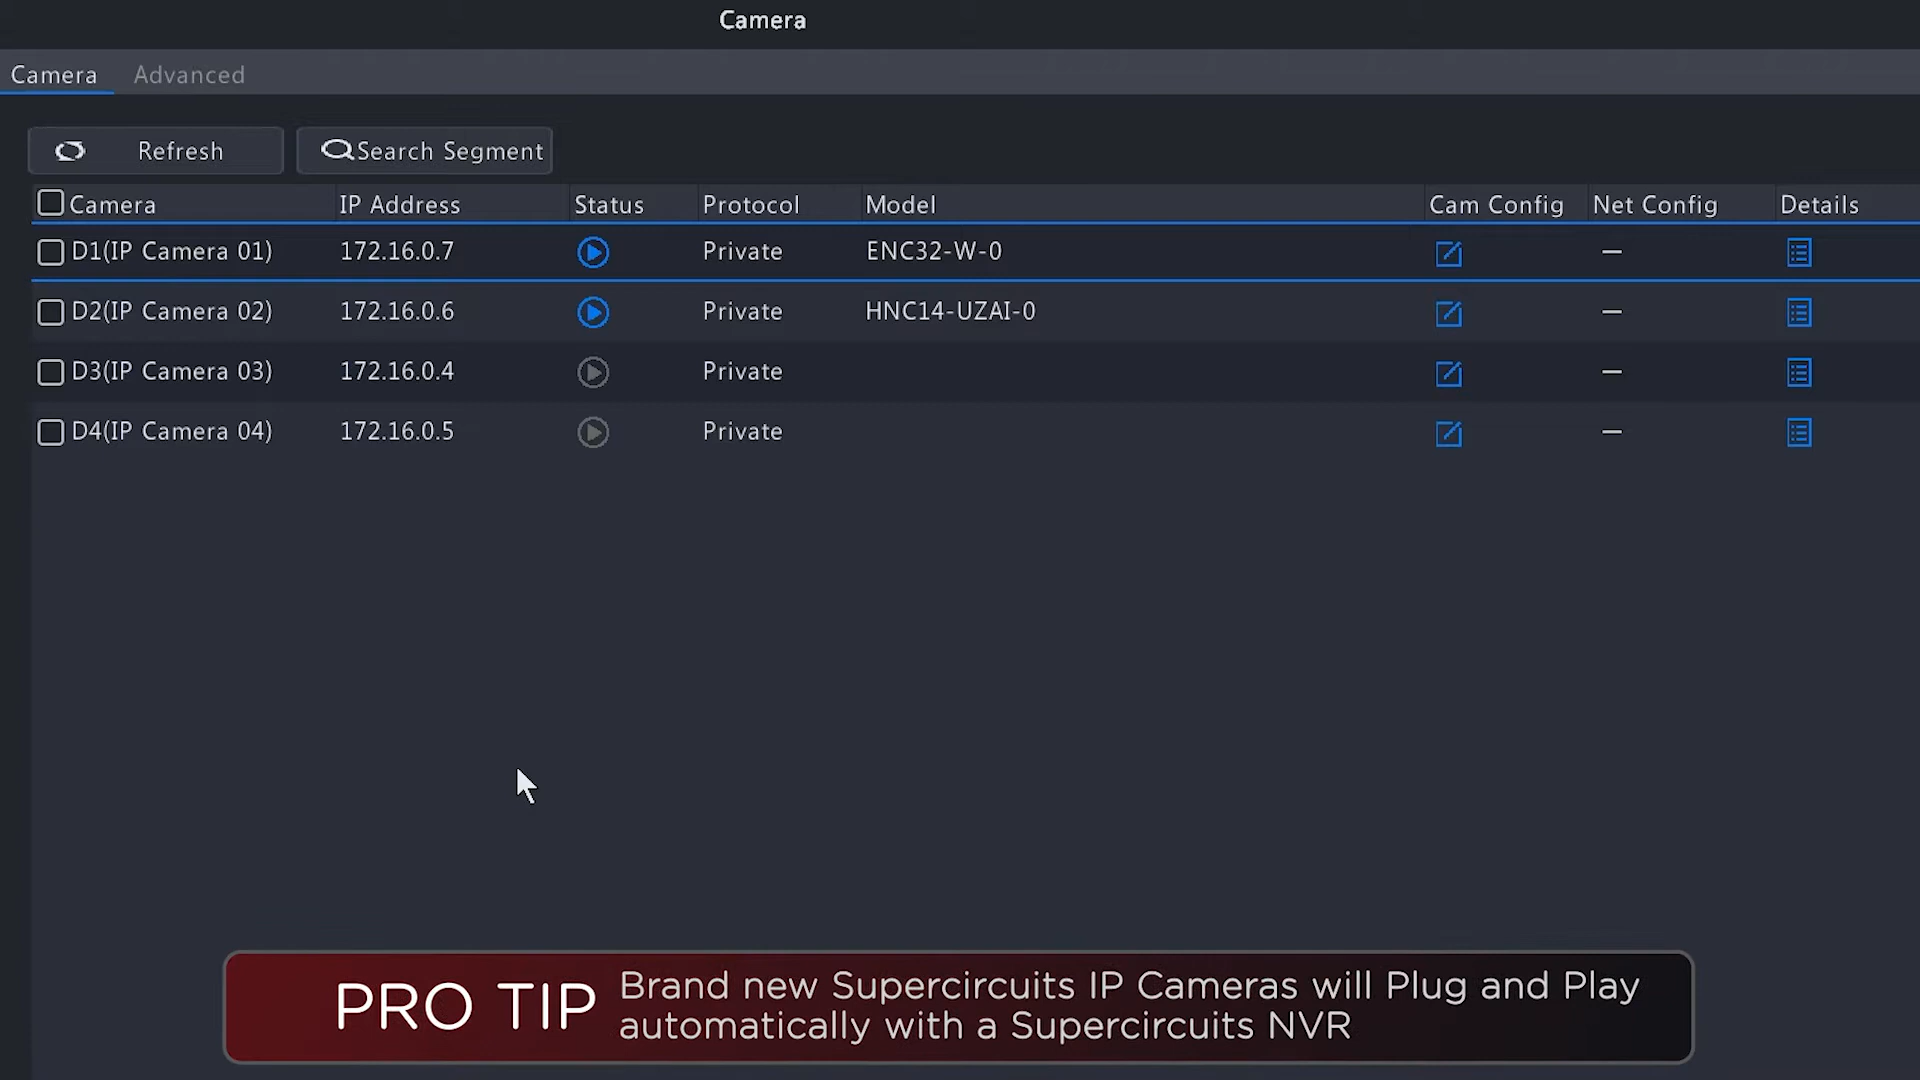 Camera
Camera Advanced
Refresh Search Segment
Camera IP Address Status Protocol Model Cam Config Net Config Details
D1(IP Camera 01) 172.16.0.7 Private ENC32-W-0
D2(IP Camera 02) 172.16.0.6 Private HNC14-UZAI-0
D3(IP Camera 03) 172.16.0.4 Private
D4(IP Camera 04) 172.16.0.5 Private
PRO TIP
Brand new Supercircuits IP Cameras will Plug and Play
automatically with a Supercircuits NVR